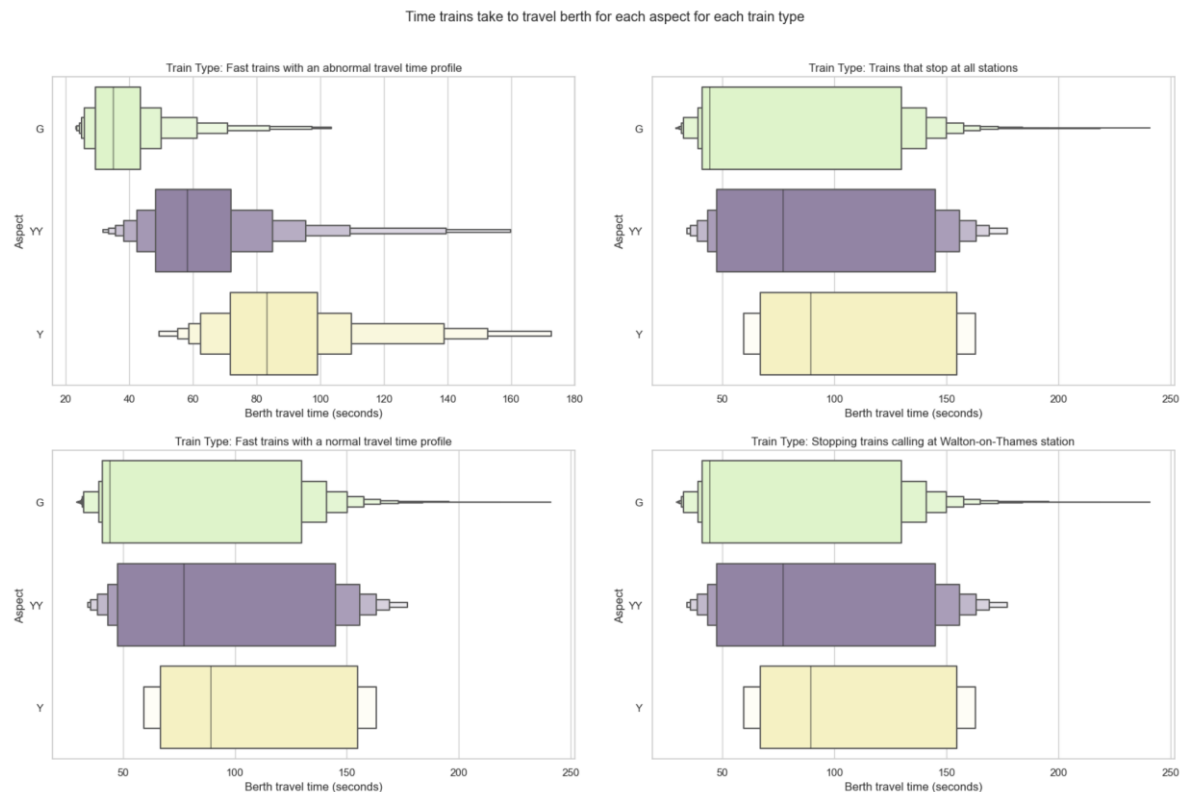 Time trains take to travel berth for each aspect for each train type
Train Type: Fast trains with an abnormal travel time profile
G
YY
Y
Aspect
20 40 60 80 100 120 140 160 180
Berth travel time (seconds)
Train Type: Trains that stop at all stations
G
YY
Y
Aspect
50 100 150 200 250
Berth travel time (seconds)
Train Type: Fast trains with a normal travel time profile
G
YY
Y
Aspect
50 100 150 200 250
Berth travel time (seconds)
Train Type: Stopping trains calling at Walton-on-Thames station
G
YY
Y
Aspect
50 100 150 200 250
Berth travel time (seconds)